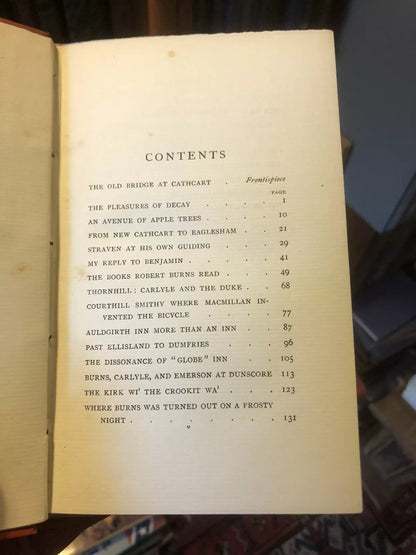 CONTENTS
THE OLD BRIDGE AT CATHCART . Frontispiece
PAGE
THE PLEASURES OF DECAY . . . . 1
AN AVENUE OF APPLE TREES . . . . 10
FROM NEW CATHCART TO EAGLESHAM . . 21
STRAVEN AT HIS OWN GUIDING . . . 29
MY REPLY TO BENJAMIN . . . . . 41
THE BOOKS ROBERT BURNS READ . . . 49
THORNHILL: CARLYLE AND THE DUKE . . 68
COURTHILL SMITHY WHERE MACMILLAN IN-
VENTED THE BICYCLE . . . . 77
AULDGIRTH INN MORE THAN AN INN . . 87
PAST ELLISLAND TO DUMFRIES . . . 96
THE DISSONANCE OF "GLOBE" INN . . 105
BURNS, CARLYLE, AND EMERSON AT DUNSCORE 113
THE KIRK WI' THE CROOKIT WA' . . . 123
WHERE BURNS WAS TURNED OUT ON A FROSTY
NIGHT . . . . . . . . 131
v